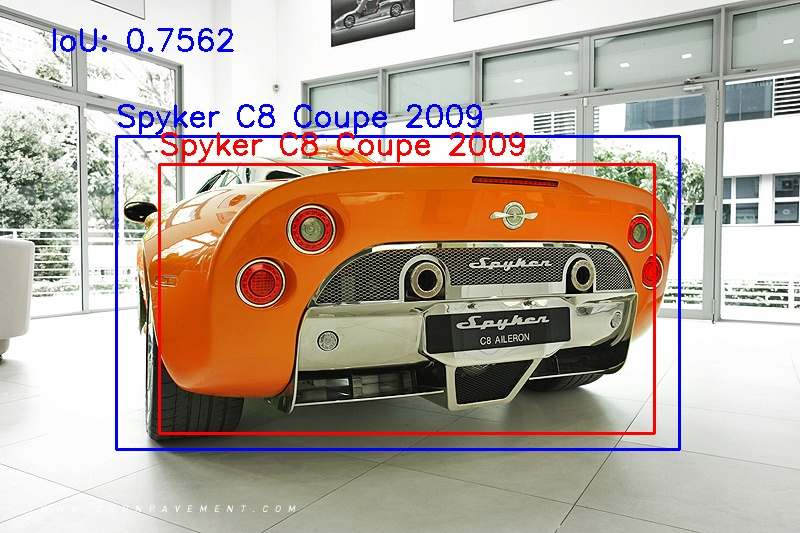 IoU: 0.7562
Spyker C8 Coupe 2009
Spyker C8 Coupe 2009
Spyker
Spyker
C8 AILERON